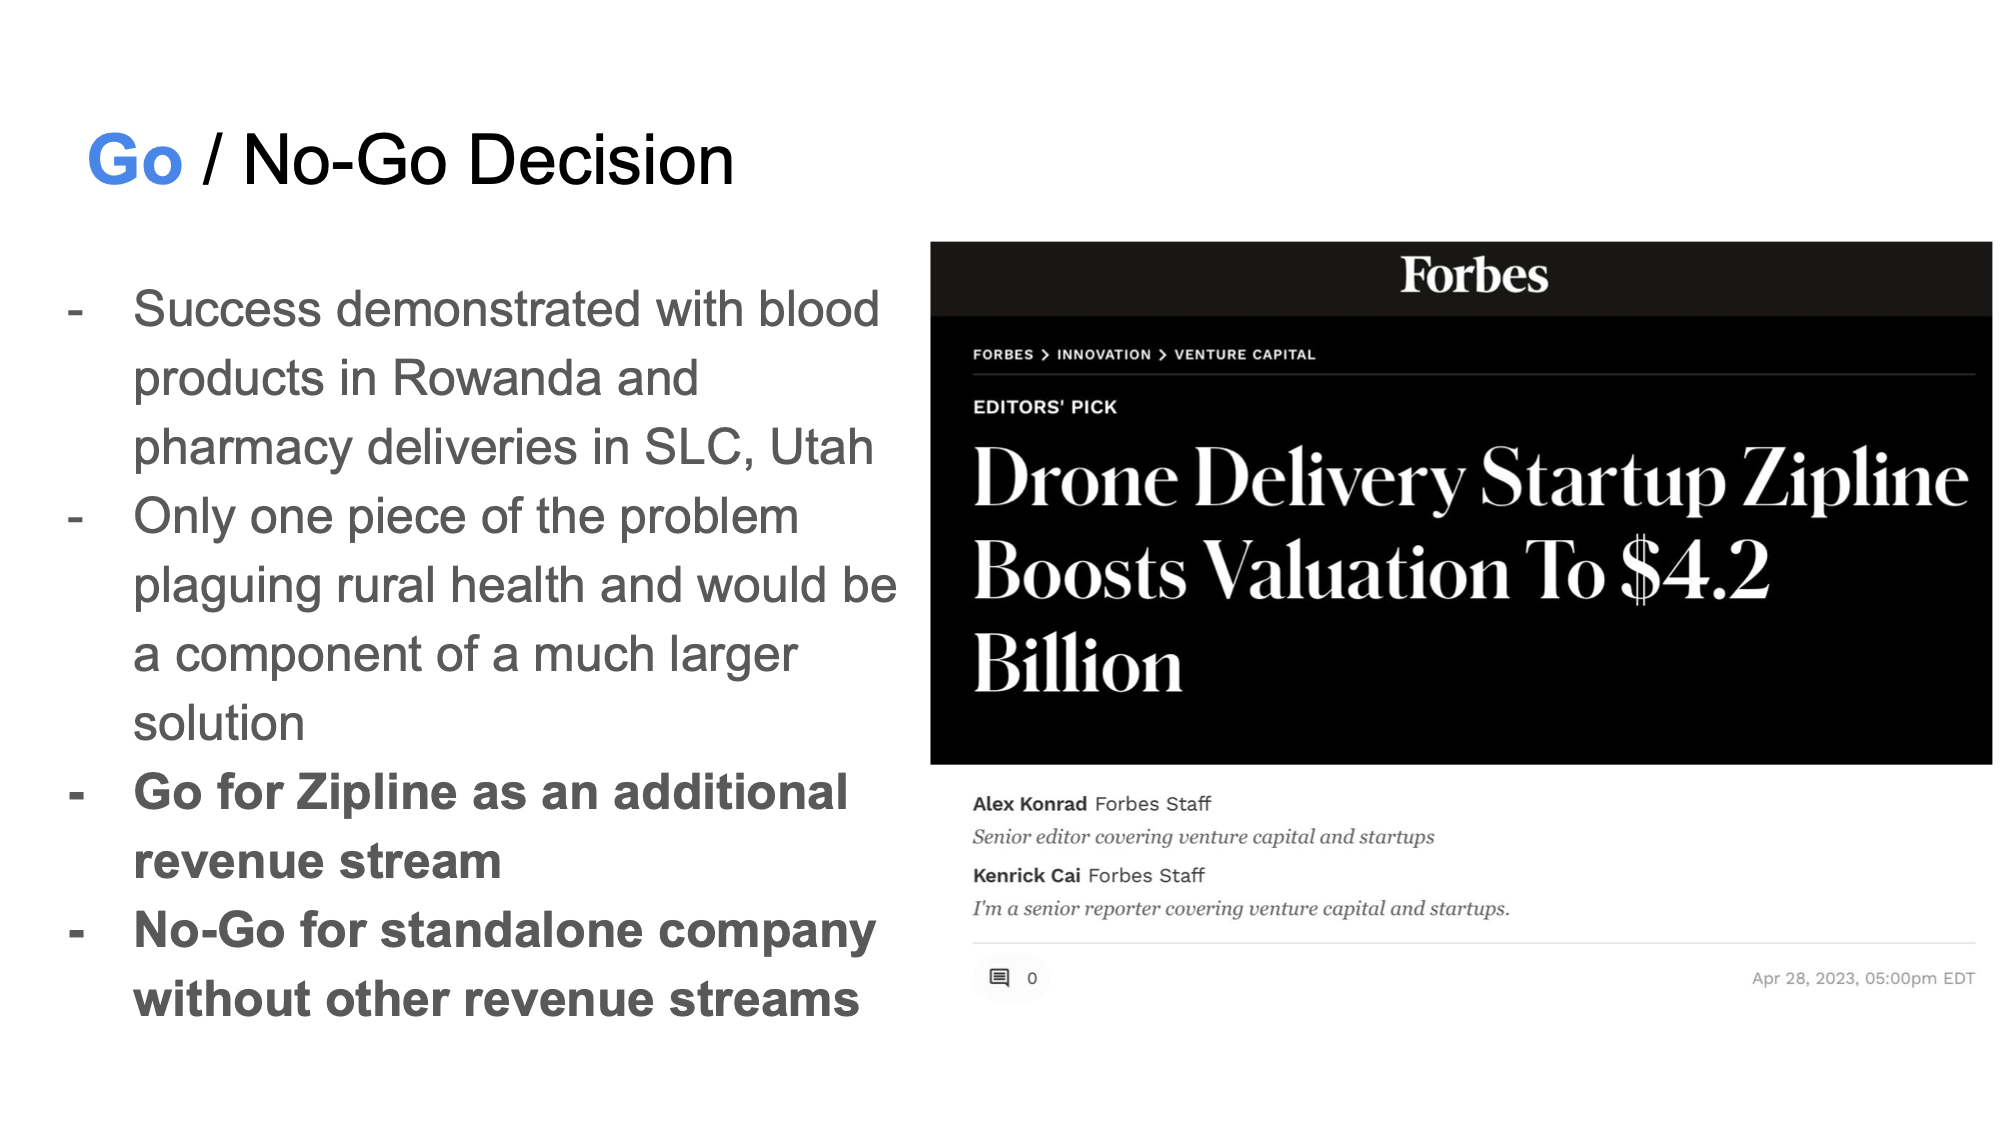 Go / No-Go Decision
- Success demonstrated with blood
products in Rowanda and
pharmacy deliveries in SLC, Utah
- Only one piece of the problem
plaguing rural health and would be
a component of a much larger
solution
- Go for Zipline as an additional
revenue stream
- No-Go for standalone company
without other revenue streams
Forbes
FORBES > INNOVATION > VENTURE CAPITAL
EDITORS' PICK
Drone Delivery Startup Zipline
Boosts Valuation To $4.2
Billion
Alex Konrad Forbes Staff
Senior editor covering venture capital and startups
Kenrick Cai Forbes Staff
I'm a senior reporter covering venture capital and startups.
0
Apr 28, 2023, 05:00pm EDT